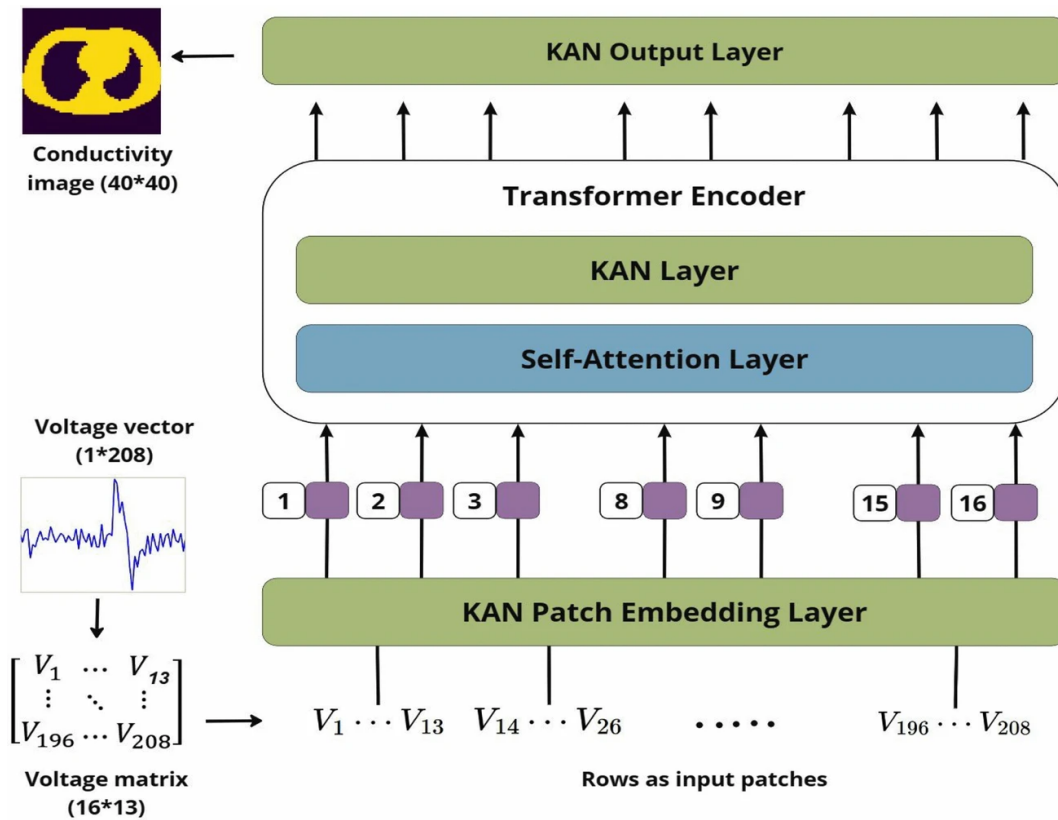 KAN Output Layer
Conductivity
image (40*40)
Transformer Encoder
KAN Layer
Self-Attention Layer
Voltage vector
(1*208)
1 2 3 8 9 15 16
KAN Patch Embedding Layer
V₁ ⋯ V₁₃
⋮ ⋱ ⋮
V₁₉₆ ⋯ V₂₀₈
V₁ ⋯ V₁₃ V₁₄ ⋯ V₂₆ ..... V₁₉₆ ⋯ V₂₀₈
Voltage matrix
(16*13)
Rows as input patches